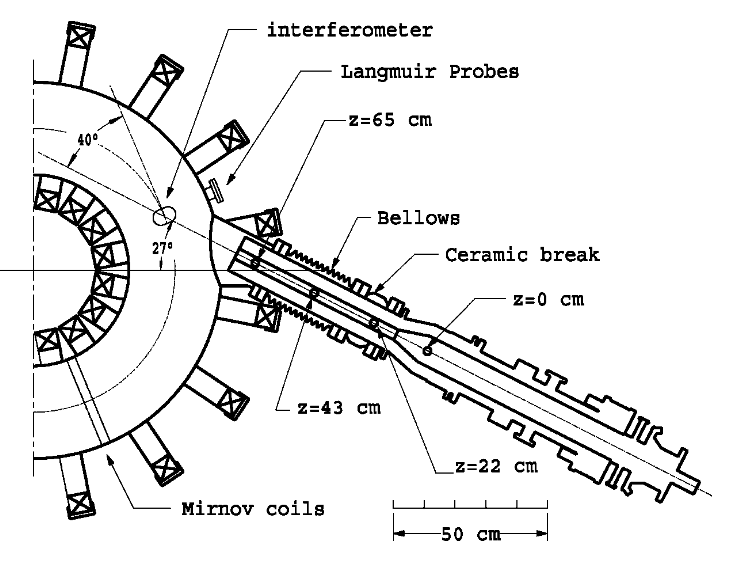 interferometer
Langmuir Probes
z=65 cm
40°
Bellows
27°
Ceramic break
z=0 cm
z=43 cm
z=22 cm
Mirnov coils
50 cm